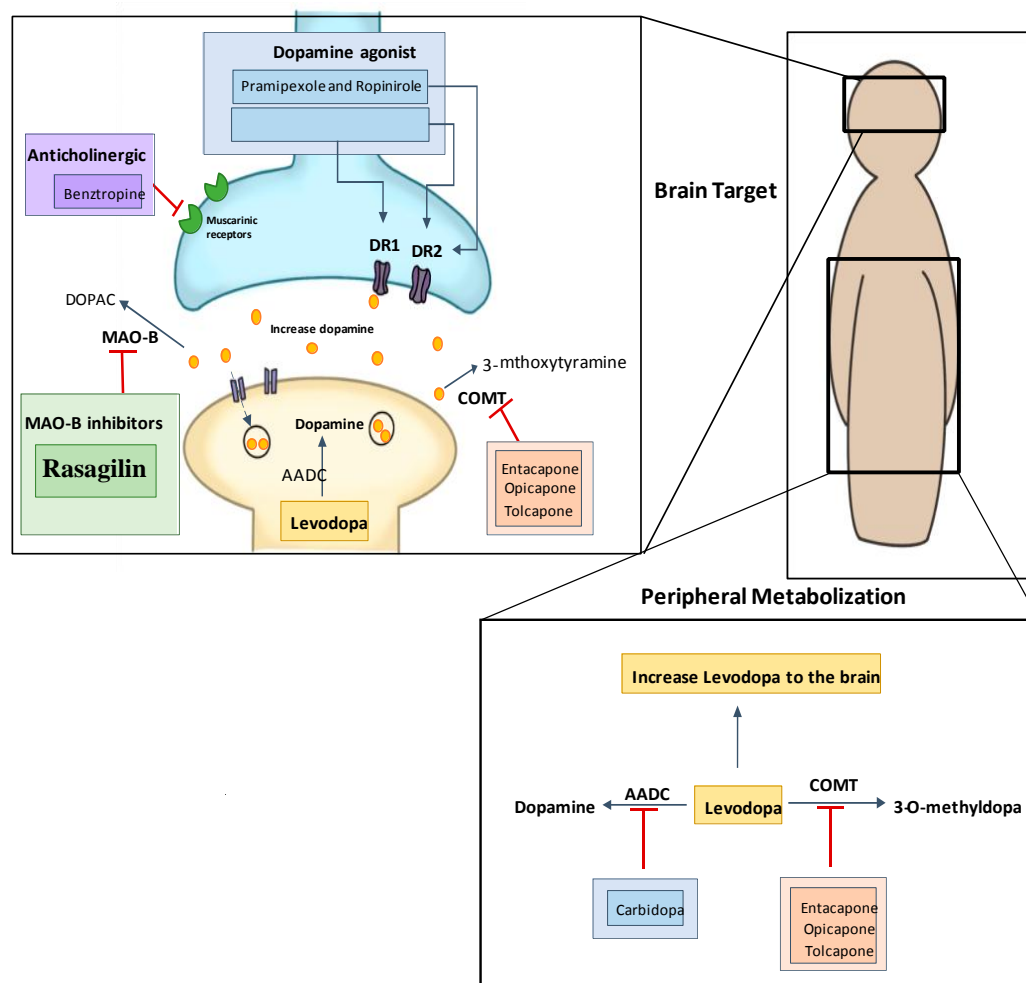 Dopamine agonist
Pramipexole and Ropinirole
Anticholinergic
Benztropine
Muscarinic
receptors
DR1
DR2
Brain Target
DOPAC
MAO-B
Increase dopamine
3-mthoxytyramine
COMT
MAO-B inhibitors
Rasagilin
Dopamine
AADC
Levodopa
Entacapone
Opicapone
Tolcapone
Peripheral Metabolization
Increase Levodopa to the brain
Dopamine
AADC
Levodopa
COMT
3-O-methyldopa
Carbidopa
Entacapone
Opicapone
Tolcapone